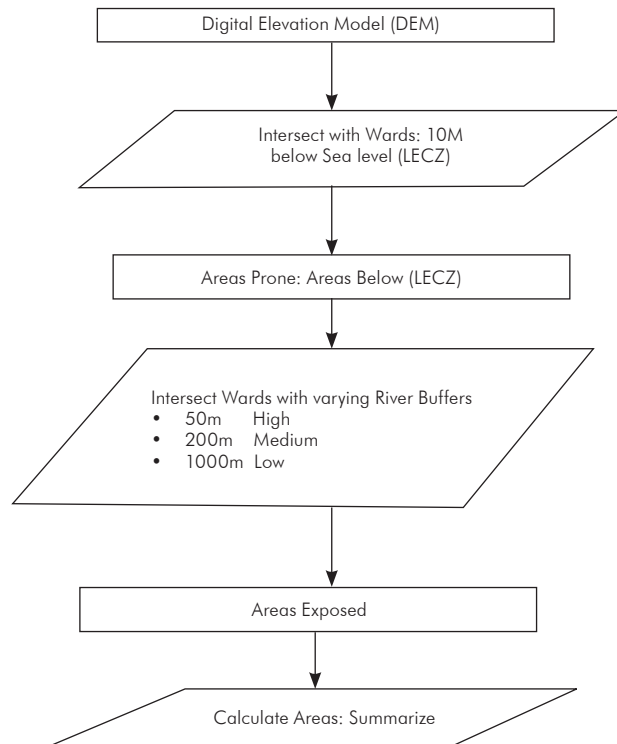 Digital Elevation Model (DEM)
Intersect with Wards: 10M
below Sea level (LECZ)
Areas Prone: Areas Below (LECZ)
Intersect Wards with varying River Buffers
• 50m High
• 200m Medium
• 1000m Low
Areas Exposed
Calculate Areas: Summarize